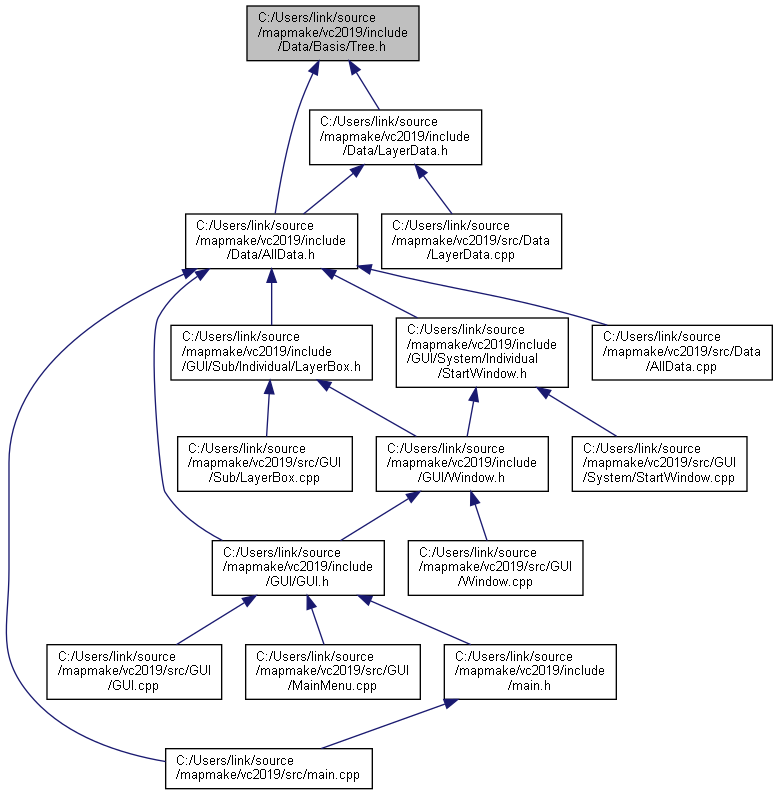 C:/Users/link/source
/mapmake/vc2019/include
/Data/Basis/Tree.h
C:/Users/link/source
/mapmake/vc2019/include
/Data/LayerData.h
C:/Users/link/source
/mapmake/vc2019/include
/Data/AllData.h
C:/Users/link/source
/mapmake/vc2019/src/Data
/LayerData.cpp
C:/Users/link/source
/mapmake/vc2019/include
/GUI/Sub/Individual/LayerBox.h
C:/Users/link/source
/mapmake/vc2019/include
/GUI/System/Individual
/StartWindow.h
C:/Users/link/source
/mapmake/vc2019/src/Data
/AllData.cpp
C:/Users/link/source
/mapmake/vc2019/src/GUI
/Sub/LayerBox.cpp
C:/Users/link/source
/mapmake/vc2019/include
/GUI/Window.h
C:/Users/link/source
/mapmake/vc2019/src/GUI
/System/StartWindow.cpp
C:/Users/link/source
/mapmake/vc2019/include
/GUI/GUI.h
C:/Users/link/source
/mapmake/vc2019/src/GUI
/Window.cpp
C:/Users/link/source
/mapmake/vc2019/src/GUI
/GUI.cpp
C:/Users/link/source
/mapmake/vc2019/src/GUI
/MainMenu.cpp
C:/Users/link/source
/mapmake/vc2019/include
/main.h
C:/Users/link/source
/mapmake/vc2019/src/main.cpp